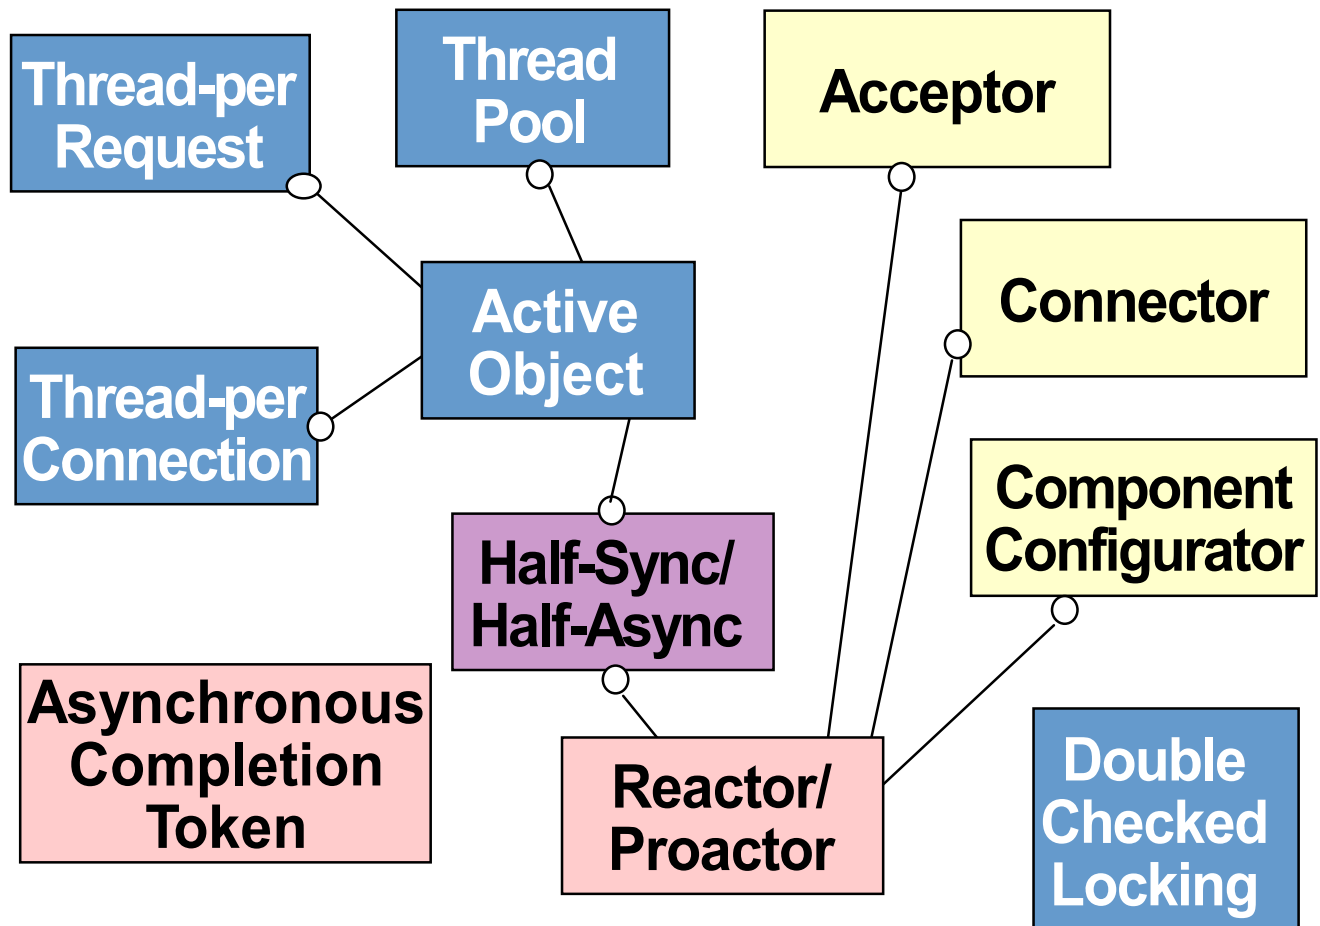 Thread-per
Request
Thread
Pool
Acceptor
Active
Object
Connector
Thread-per
Connection
Component
Configurator
Half-Sync/
Half-Async
Asynchronous
Completion
Token
Reactor/
Proactor
Double
Checked
Locking